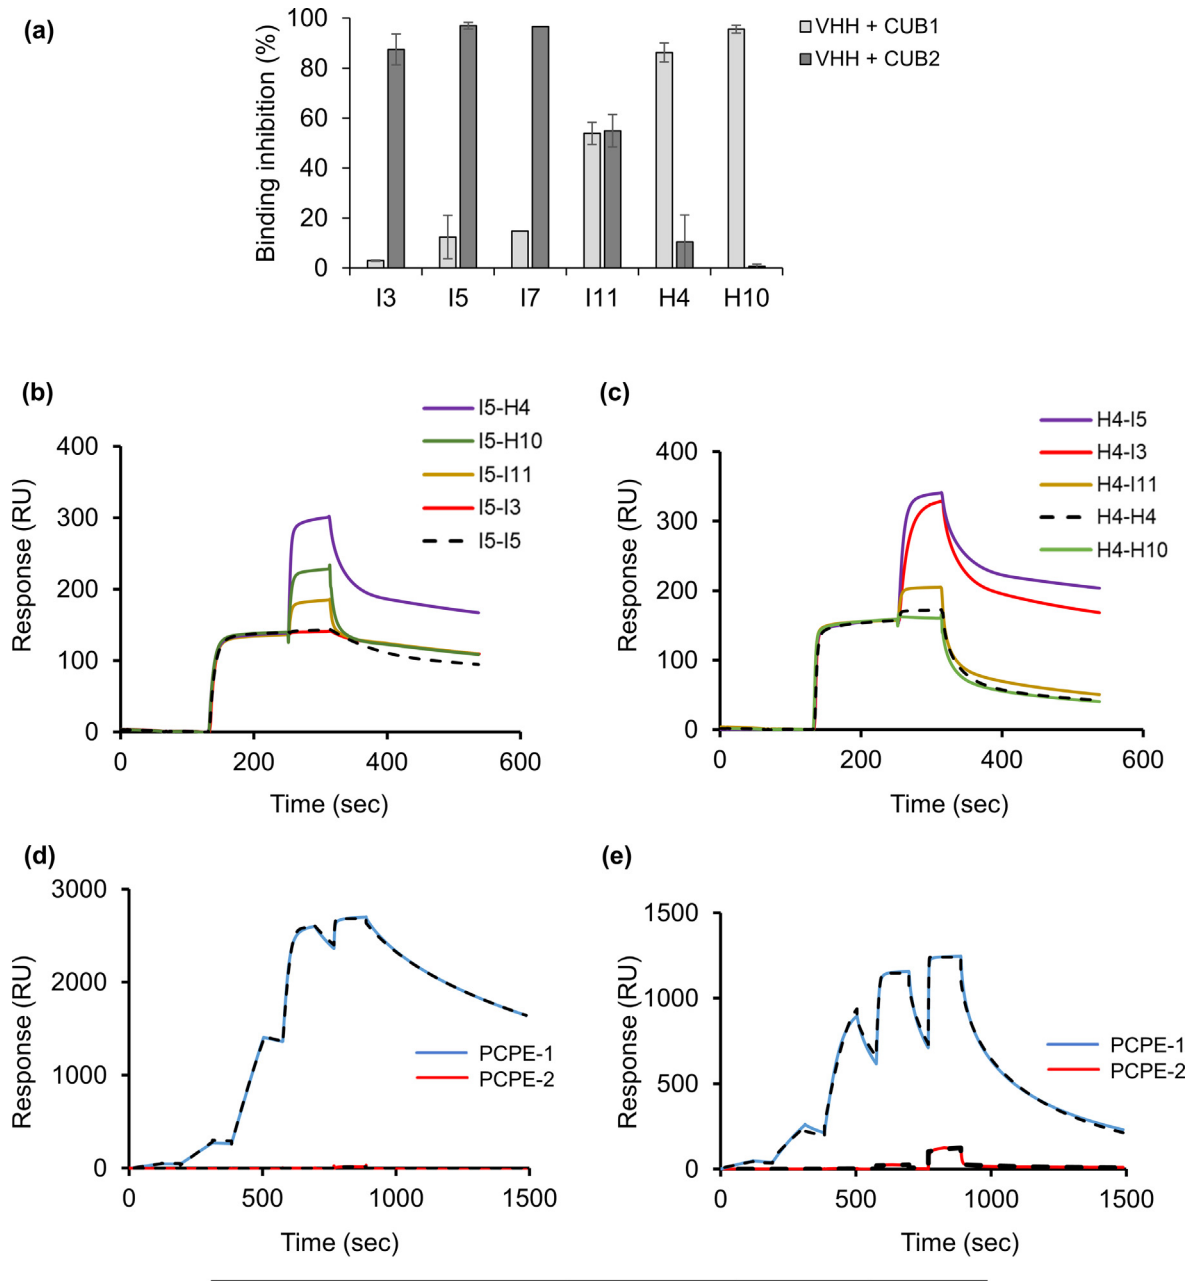 (a)
100
80
60
40
20
0
Binding inhibition (%)
VHH + CUB1
VHH + CUB2
I3 I5 I7 I11 H4 H10
(b)
I5-H4
I5-H10
I5-I11
I5-I3
I5-I5
400
300
200
100
0
Response (RU)
0 200 400 600
Time (sec)
(c)
H4-I5
H4-I3
H4-I11
H4-H4
H4-H10
400
300
200
100
0
Response (RU)
0 200 400 600
Time (sec)
(d)
3000
2000
1000
0
Response (RU)
PCPE-1
PCPE-2
0 500 1000 1500
Time (sec)
(e)
1500
1000
500
0
Response (RU)
PCPE-1
PCPE-2
0 500 1000 1500
Time (sec)